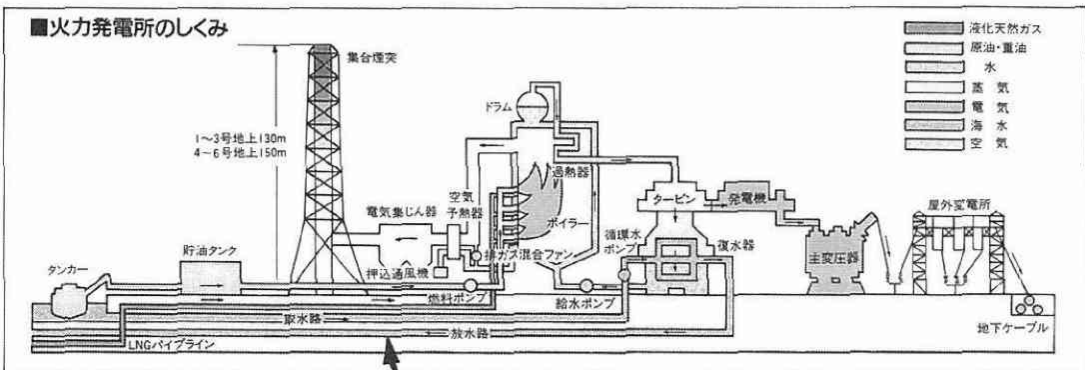 ■火力発電所のしくみ
集合煙突
1〜3号地上130m
4〜6号地上150m
ドラム
過熱器
空気
予熱器
電気集じん器
ボイラー
排ガス混合ファン
押込通風機
貯油タンク
タンカー
燃料ポンプ
給水ポンプ
循環水
ポンプ
復水器
タービン
発電機
主変圧器
屋外変電所
地下ケーブル
取水路
放水路
LNGパイプライン
液化天然ガス
原油・重油
水
蒸気
電気
海水
空気